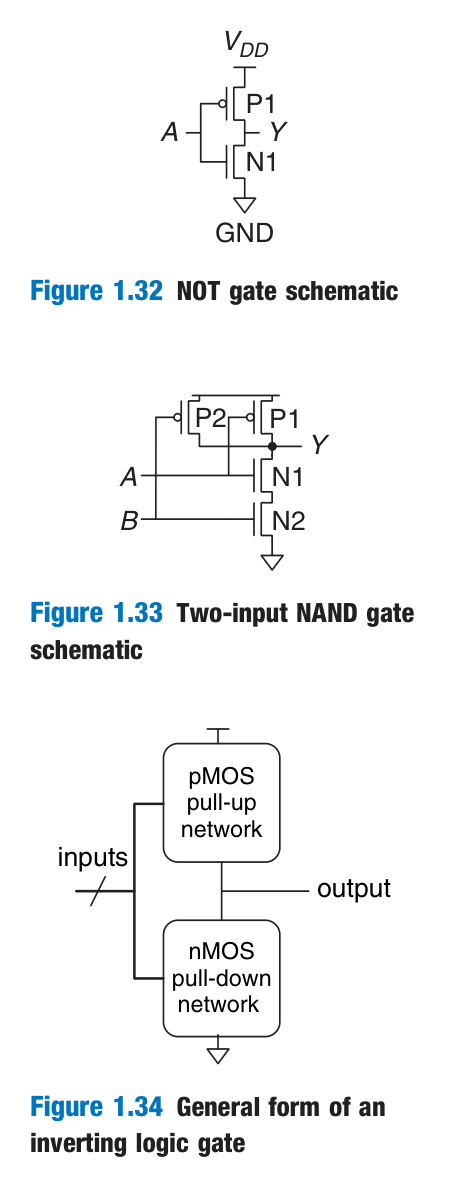 VDD
P1
A
Y
N1
GND
Figure 1.32 NOT gate schematic
P2
P1
Y
A
N1
B
N2
Figure 1.33 Two-input NAND gate
schematic
pMOS
pull-up
network
inputs
output
nMOS
pull-down
network
Figure 1.34 General form of an
inverting logic gate